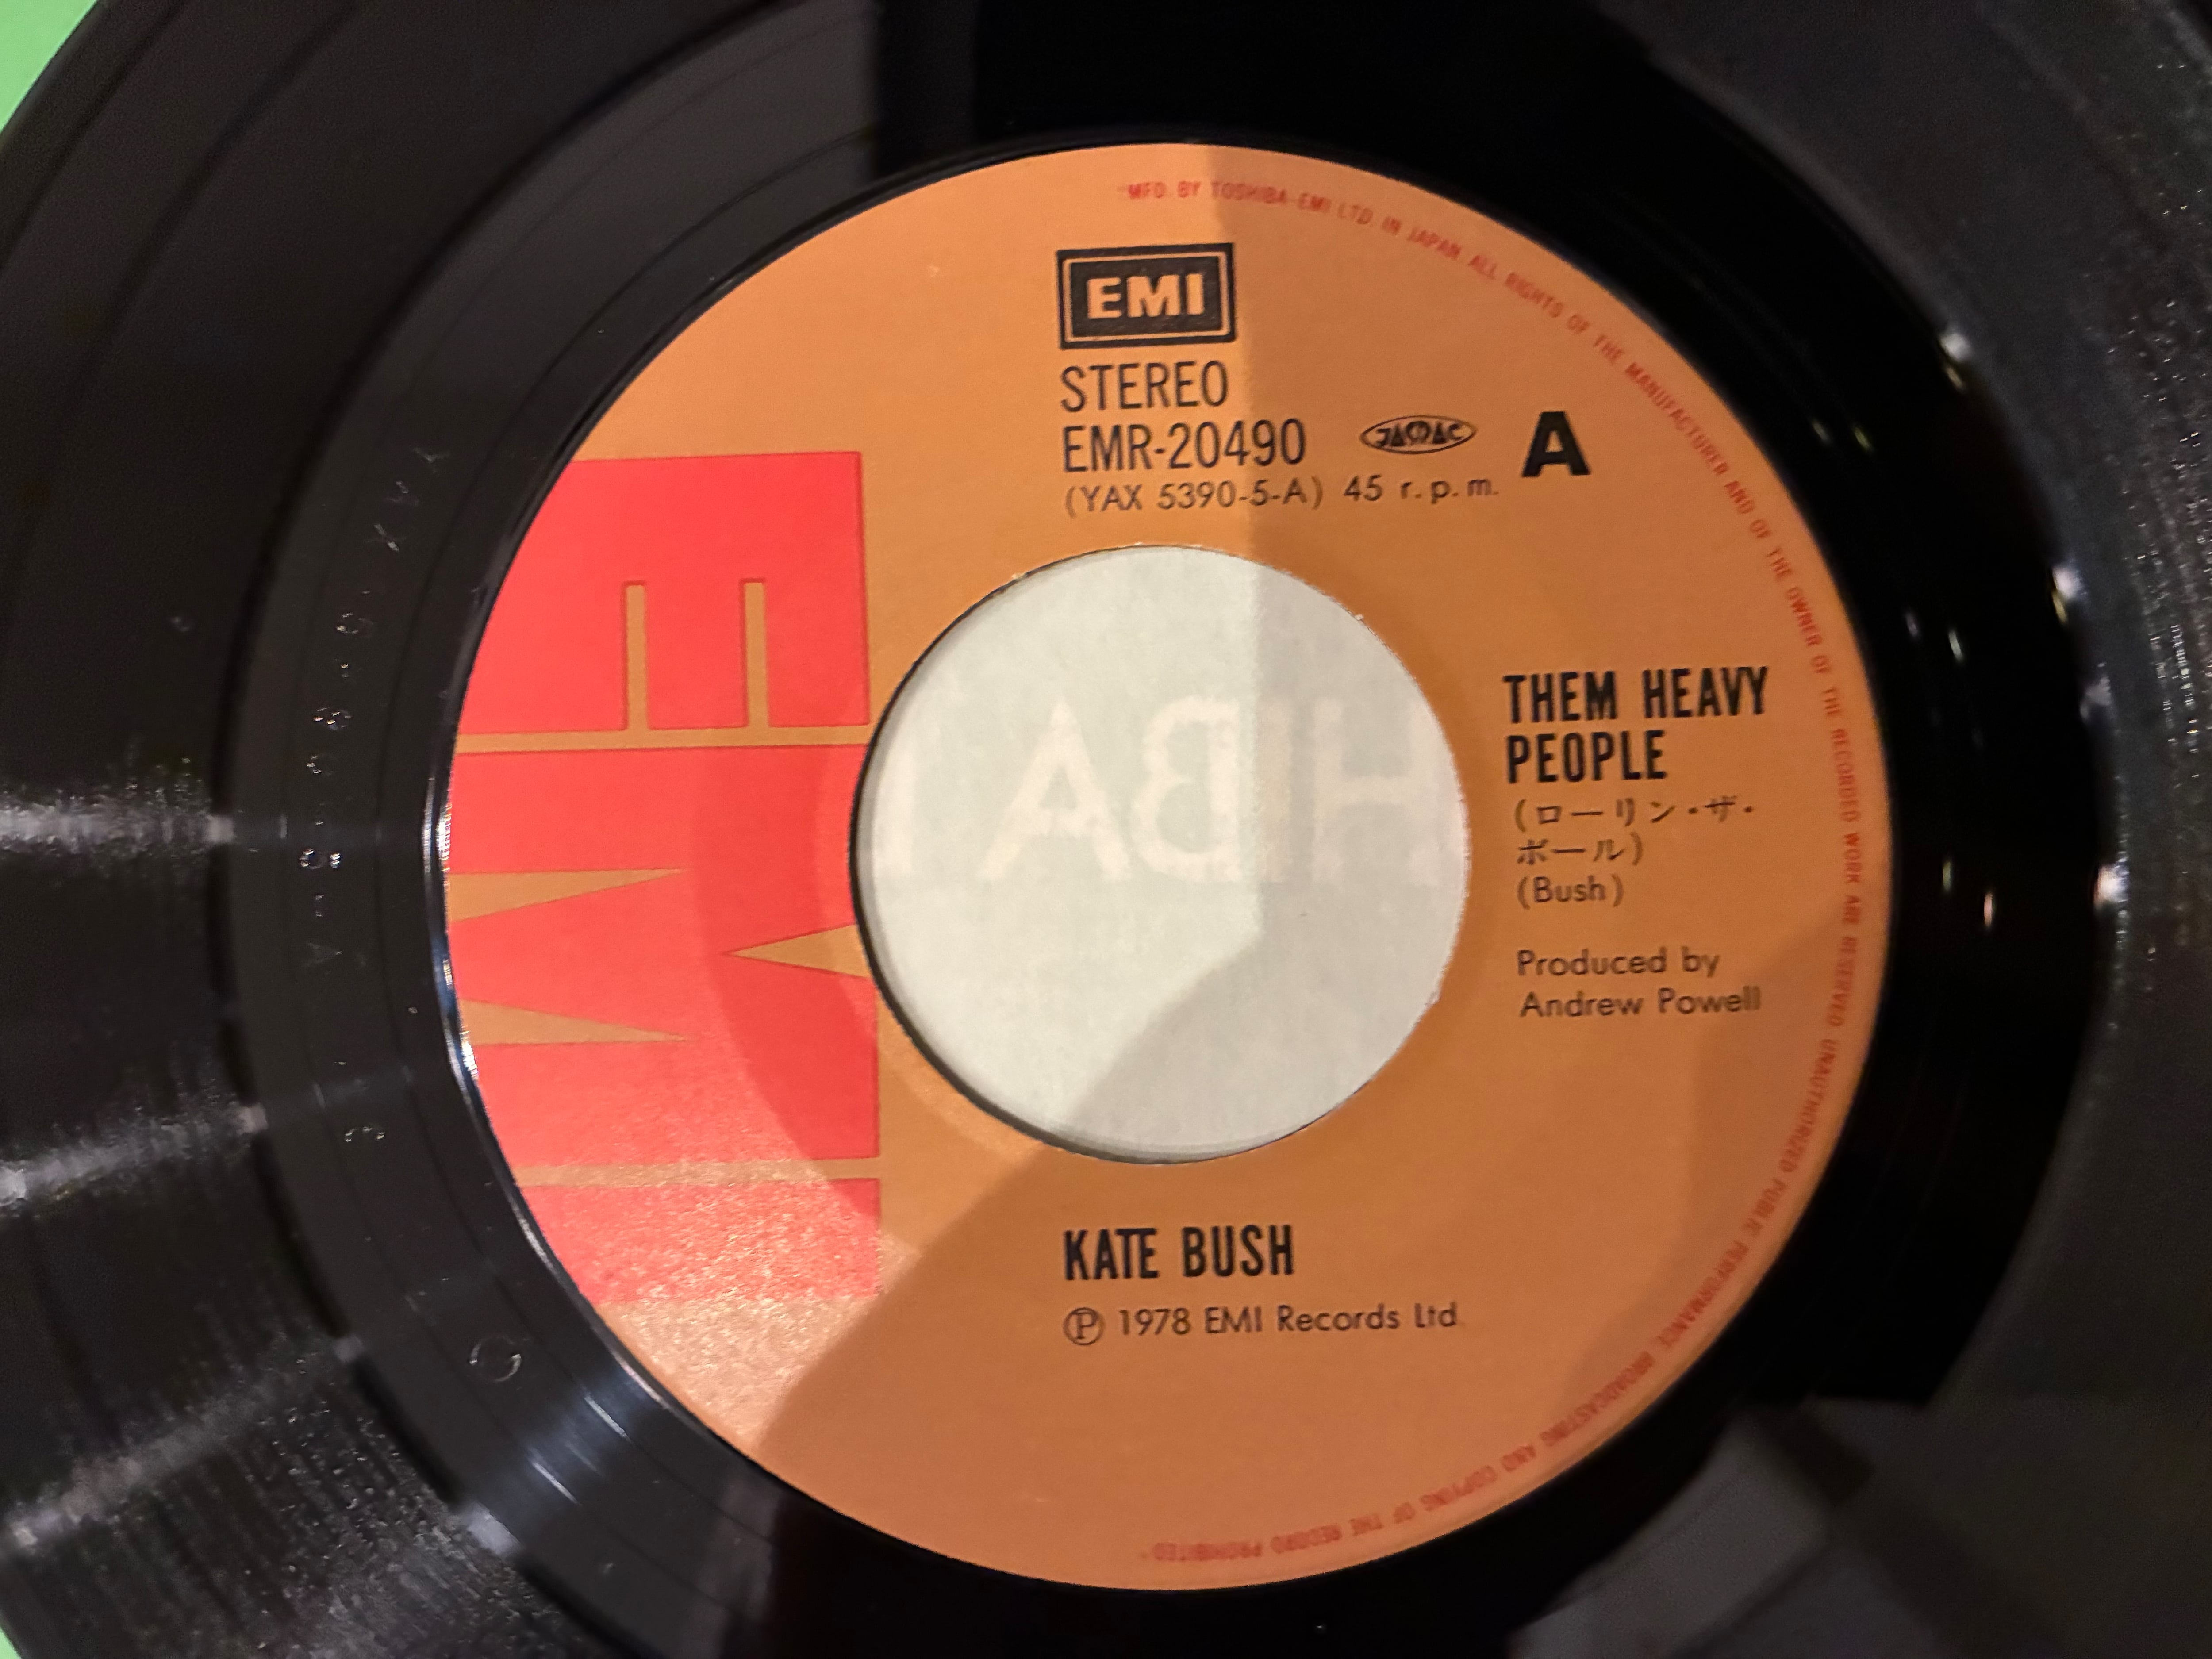 "MFD. BY TOSHIBA-EMI LTD. IN JAPAN. ALL RIGHTS OF THE MANUFACTURER AND OF THE OWNER OF THE RECORDED WORK ARE RESERVED UNAUTHORIZED PUBLIC PERFORMANCE BROADCASTING AND COPYING OF THE RECORD PROHIBITED"
EMI
STEREO
EMR-20490 JASRAC A
(YAX 5390-5-A) 45 r.p.m.
EMI
HIBA
THEM HEAVY
PEOPLE
(ローリン・ザ・
ボール)
(Bush)
Produced by
Andrew Powell
KATE BUSH
Ⓟ 1978 EMI Records Ltd.